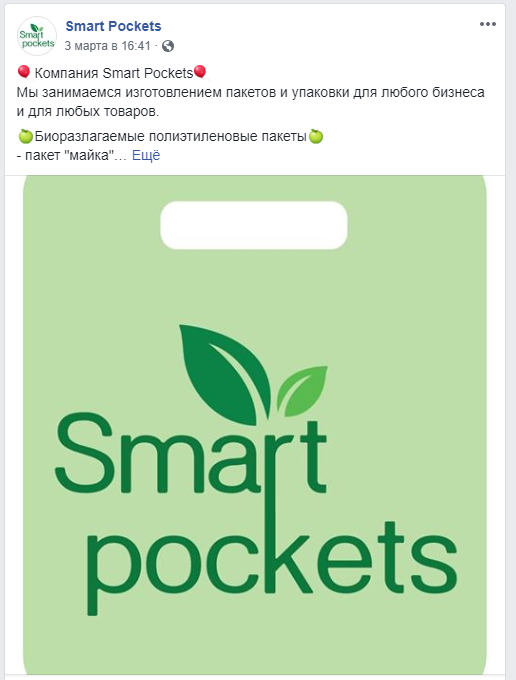 Smart Pockets
3 марта в 16:41 ·
Smart
pockets
🎈Компания Smart Pockets🎈
Мы занимаемся изготовлением пакетов и упаковки для любого бизнеса
и для любых товаров.
🍏Биоразлагаемые полиэтиленовые пакеты🍏
- пакет "майка"... Ещё
Smart
pockets